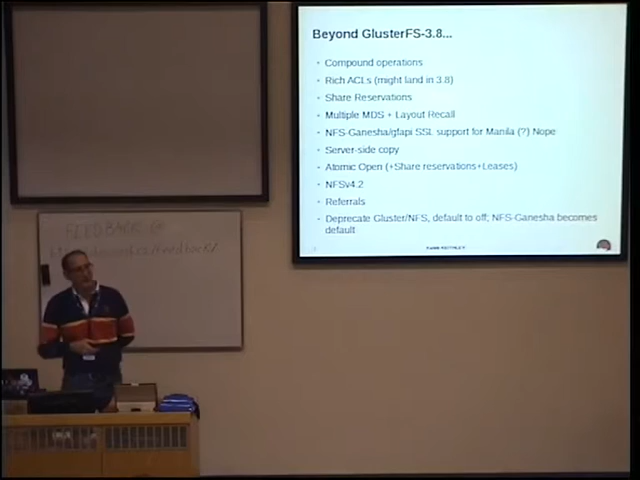 Beyond GlusterFS-3.8...
Compound operations
Rich ACLs (might land in 3.8)
Share Reservations
Multiple MDS + Layout Recall
NFS-Ganesha/gfapi SSL support for Manila (?) Nope
Server-side copy
Atomic Open (+Share reservations+Leases)
NFSv4.2
Referrals
Deprecate Gluster/NFS, default to off; NFS-Ganesha becomes
default
FEEDBACK @